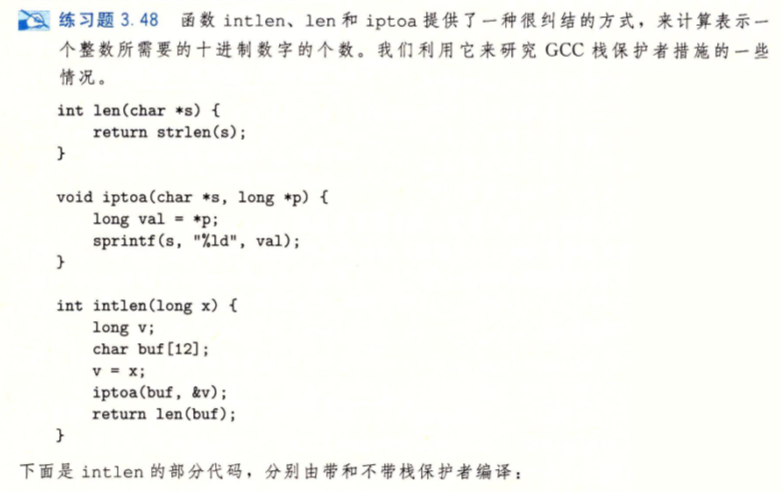 练习题 3.48 函数 intlen、len 和 iptoa 提供了一种很纠结的方式，来计算表示一
个整数所需要的十进制数字的个数。我们利用它来研究 GCC 栈保护者措施的一些
情况。
int len(char *s) {
    return strlen(s);
}
void iptoa(char *s, long *p) {
    long val = *p;
    sprintf(s, "%ld", val);
}
int intlen(long x) {
    long v;
    char buf[12];
    v = x;
    iptoa(buf, &v);
    return len(buf);
}
下面是 intlen 的部分代码，分别由带和不带栈保护者编译：